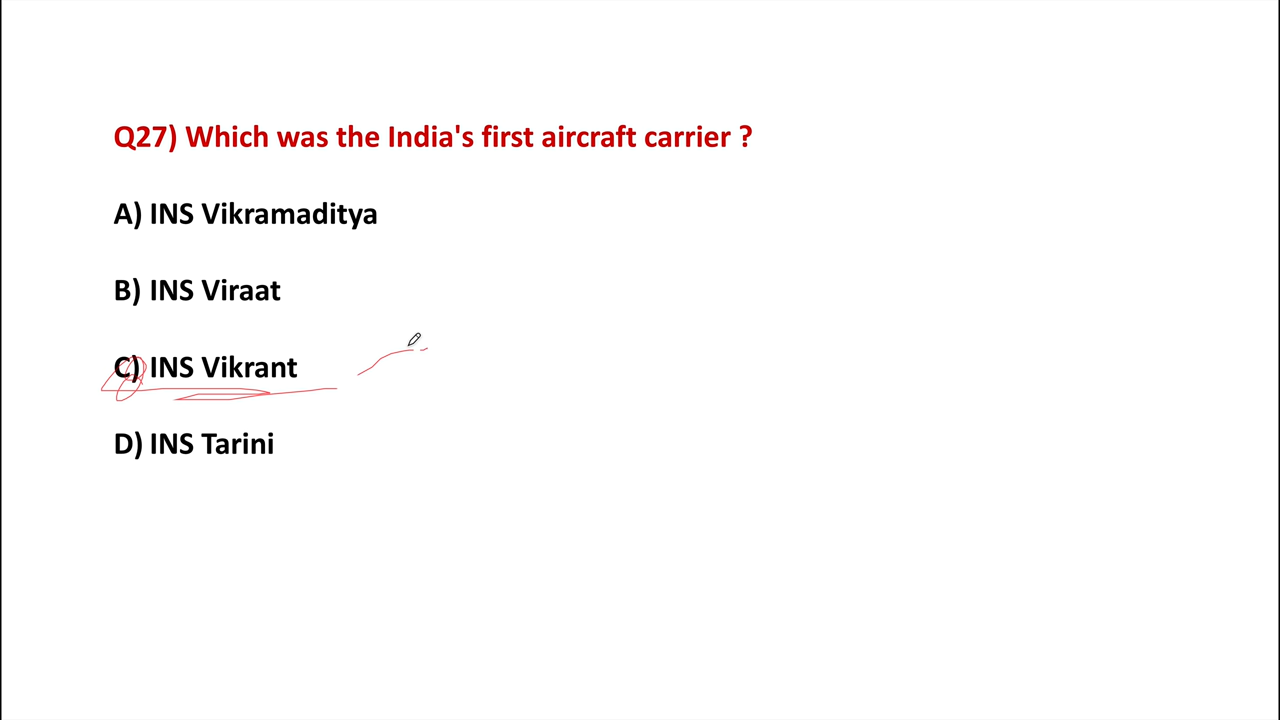 Q27) Which was the India's first aircraft carrier ?
A) INS Vikramaditya
B) INS Viraat
C) INS Vikrant
D) INS Tarini